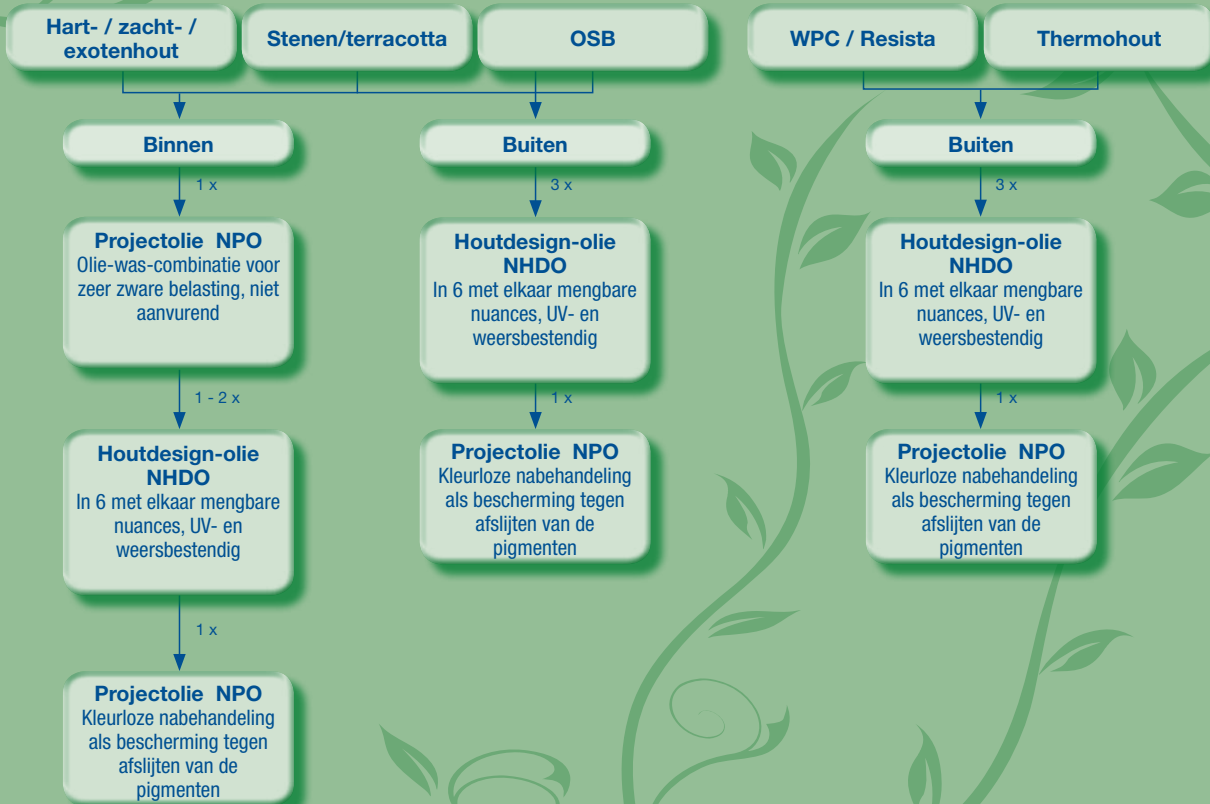 Hart- / zacht- /
exotenhout
Stenen/terracotta
OSB
WPC / Resista
Thermohout
Binnen
Buiten
Buiten
1 x
3 x
3 x
Projectolie NPO
Olie-was-combinatie voor
zeer zware belasting, niet
aanvurend
Houtdesign-olie
NHDO
In 6 met elkaar mengbare
nuances, UV- en
weersbestendig
Houtdesign-olie
NHDO
In 6 met elkaar mengbare
nuances, UV- en
weersbestendig
1 - 2 x
1 x
1 x
Houtdesign-olie
NHDO
In 6 met elkaar mengbare
nuances, UV- en
weersbestendig
Projectolie NPO
Kleurloze nabehandeling
als bescherming tegen
afslijten van de
pigmenten
Projectolie NPO
Kleurloze nabehandeling
als bescherming tegen
afslijten van de
pigmenten
1 x
Projectolie NPO
Kleurloze nabehandeling
als bescherming tegen
afslijten van de
pigmenten